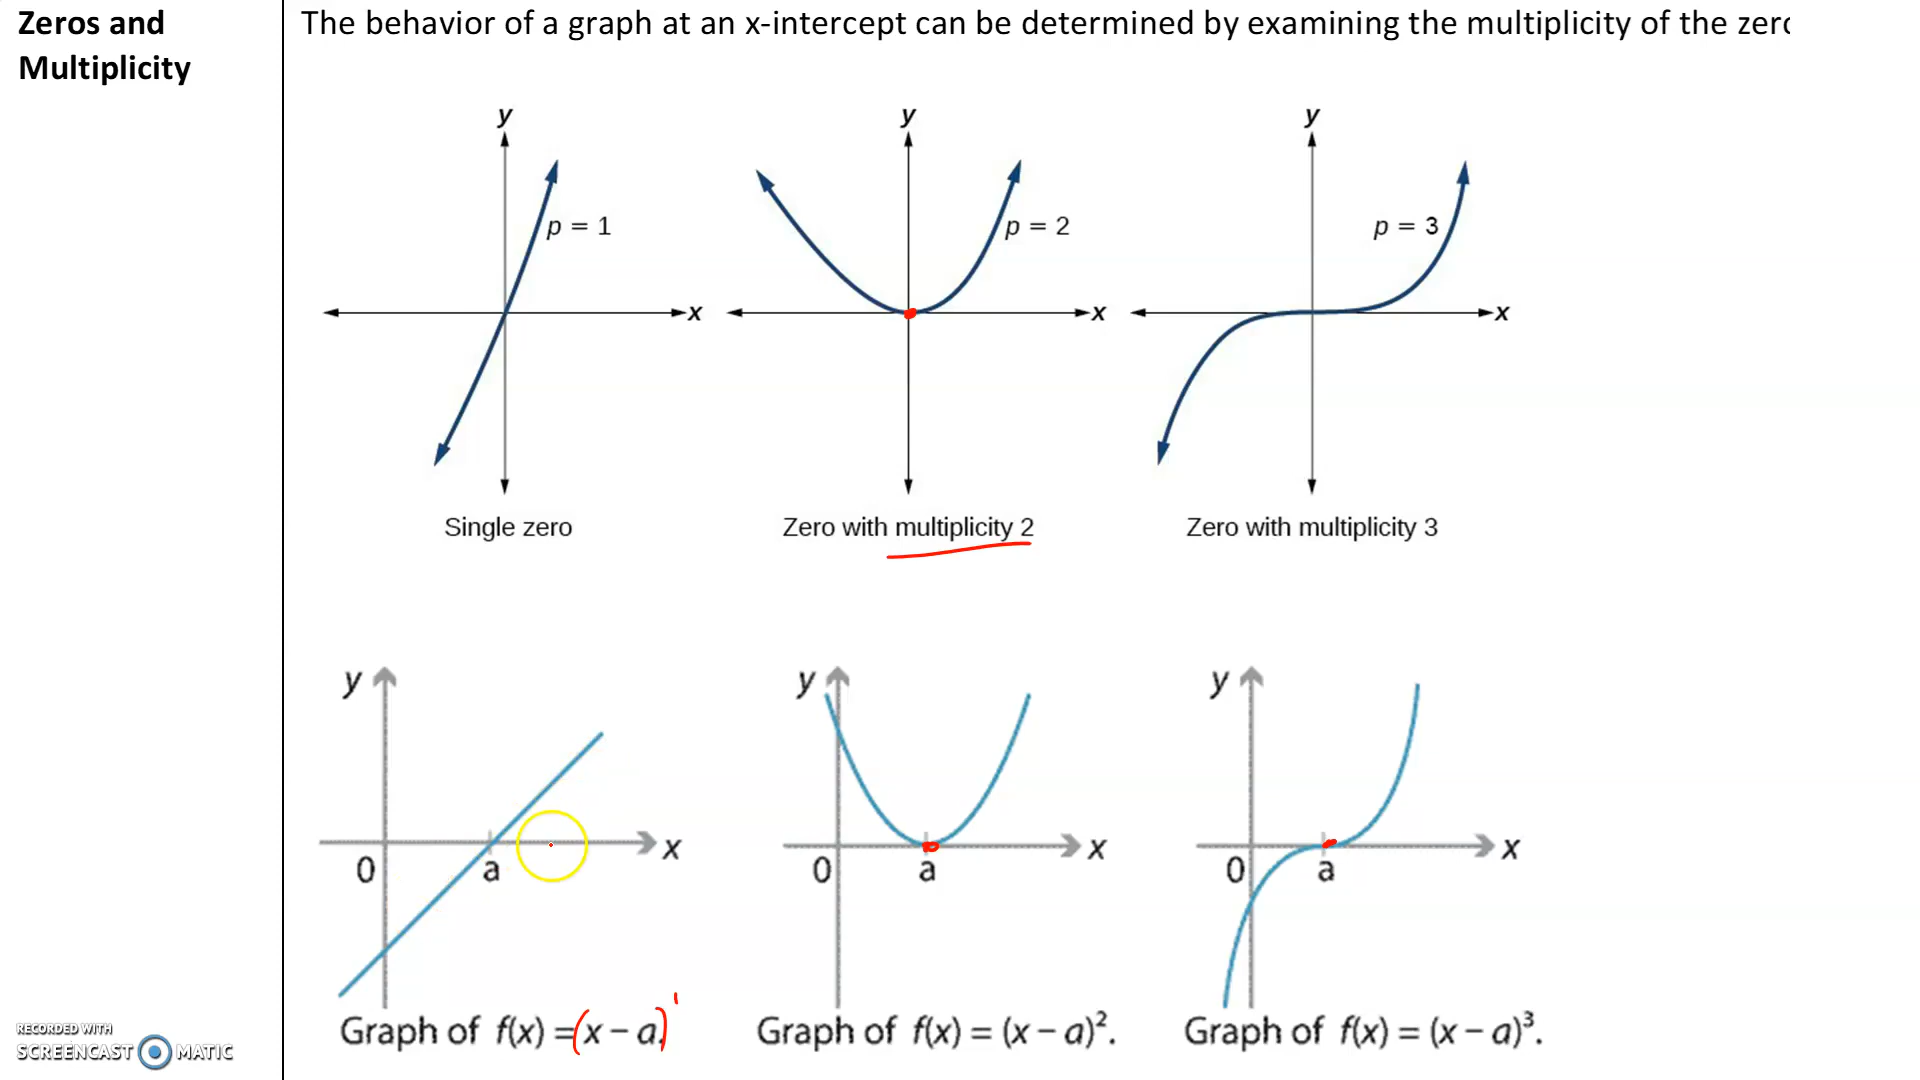 Zeros and
Multiplicity
The behavior of a graph at an x-intercept can be determined by examining the multiplicity of the
y y y
p = 1 p = 2 p = 3
x x x
Single zero Zero with multiplicity 2 Zero with multiplicity 3
y y y
0 a x 0 a x 0 a x
Graph of f(x) = (x – a)¹ Graph of f(x) = (x – a)². Graph of f(x) = (x – a)³.
RECORDED WITH
SCREENCAST MATIC